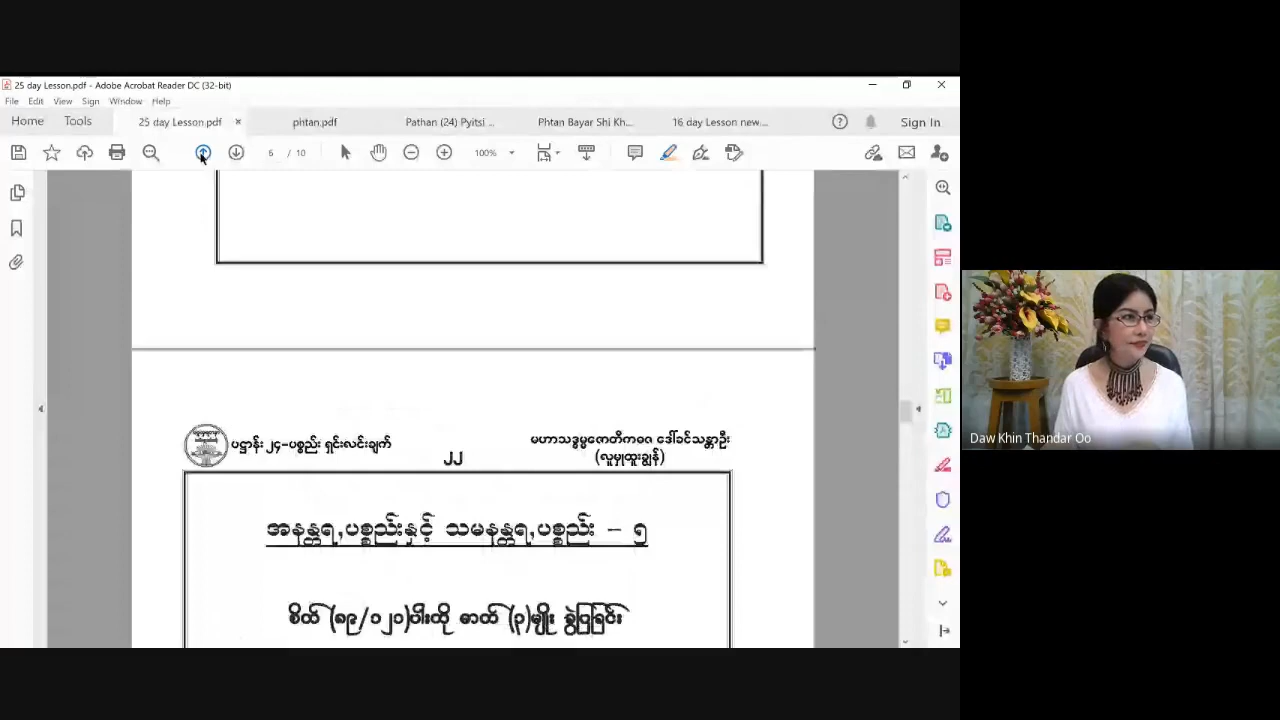 25 day Lesson.pdf - Adobe Acrobat Reader DC (32-bit)
File Edit View Sign Window Help
Home Tools 25 day Lesson.pdf × phtan.pdf Pathan (24) Pyitsi ... Phtan Bayar Shi Kh... 16 day Lesson new.... Sign In
6 / 10 100%
ပဋ္ဌာန်း ၂၄-ပစ္စည်း ရှင်းလင်းချက်
၂၂
မဟာသဒ္ဓမ္မဇောတိကဓဇ ဒေါ်ခင်သန္တာဦး
(လူမှုထူးချွန်)
အနန္တရ,ပစ္စည်းနှင့် သမနန္တရ,ပစ္စည်း – ၅
စိတ် (၈၉/၁၂၁)ပါးထို ဓာတ် (၃)မျိုး ခွဲပြခြင်း
Daw Khin Thandar Oo